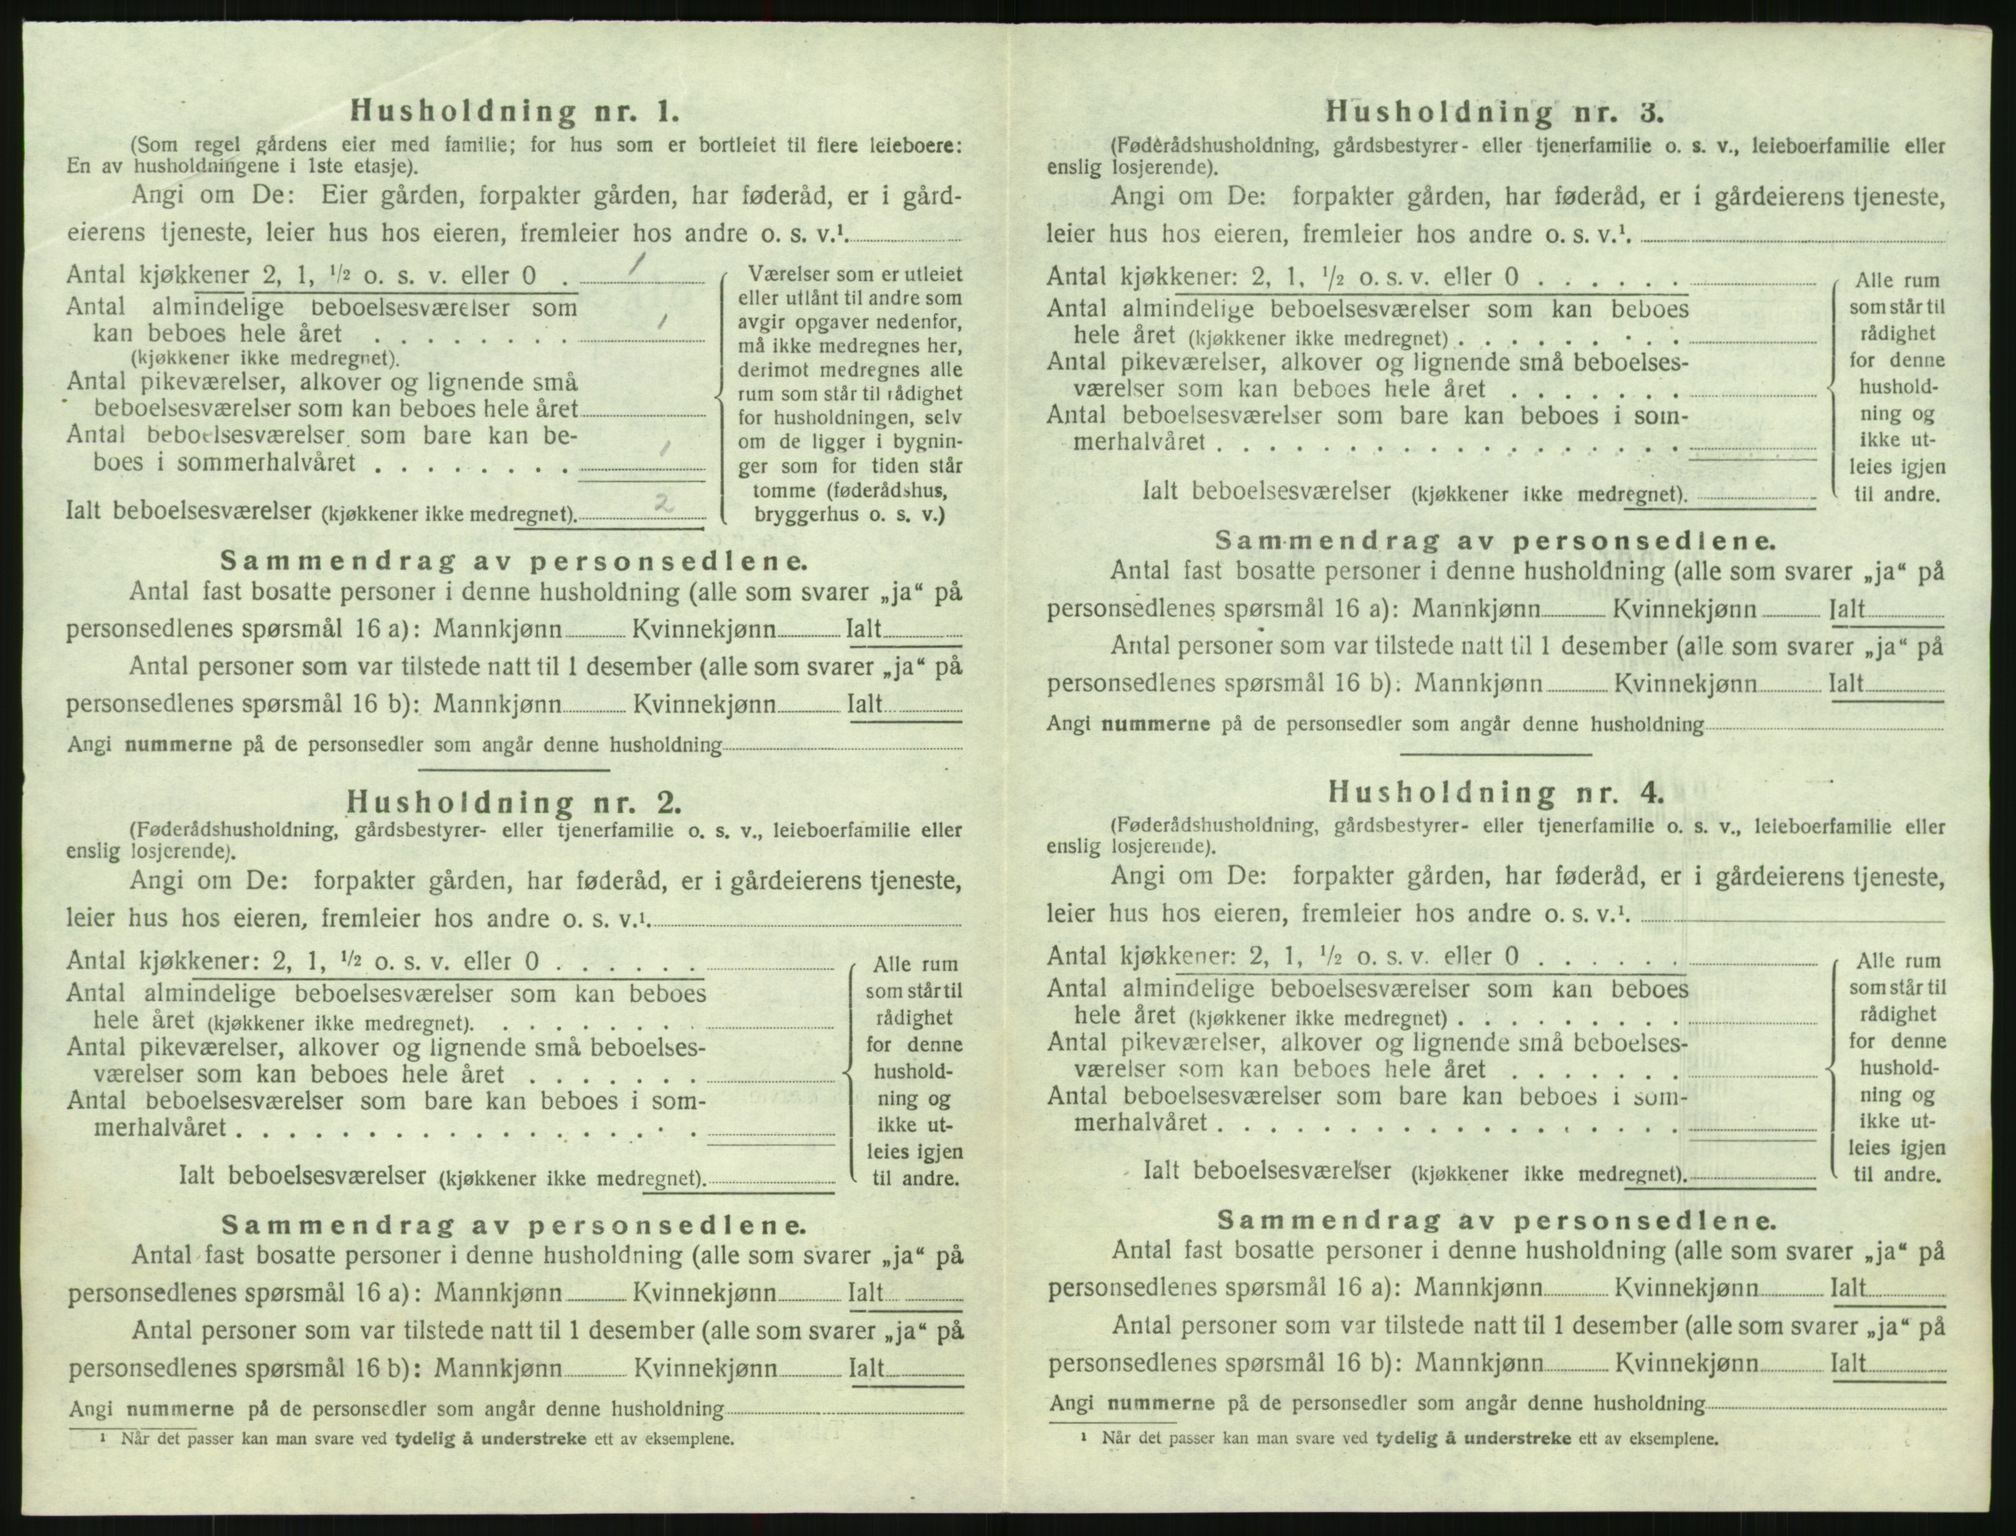 Husholdning nr. 1.
(Som regel gårdens eier med familie; for hus som er bortleiet til flere leieboere:
En av husholdningene i 1ste etasje).
Angi om De: Eier gården, forpakter gården, har føderåd, er i gård-
eierens tjeneste, leier hus hos eieren, fremleier hos andre o. s. v.¹.
Antal kjøkkener 2, 1, ½ o. s. v. eller 0 . 1
Antal almindelige beboelsesværelser som
kan beboes hele året . . . . . . . . 1
(kjøkkener ikke medregnet).
Antal pikeværelser, alkover og lignende små
beboelsesværelser som kan beboes hele året
Antal beboelsesværelser som bare kan be-
boes i sommerhalvåret . . . . . . . . 1
Ialt beboelsesværelser (kjøkkener ikke medregnet). 2
Værelser som er utleiet
eller utlånt til andre som
avgir opgaver nedenfor,
må ikke medregnes her,
derimot medregnes alle
rum som står til rådighet
for husholdningen, selv
om de ligger i bygnin-
ger som for tiden står
tomme (føderådshus,
bryggerhus o. s. v.)
Sammendrag av personsedlene.
Antal fast bosatte personer i denne husholdning (alle som svarer „ja“ på
personsedlenes spørsmål 16 a): Mannkjønn Kvinnekjønn Ialt
Antal personer som var tilstede natt til 1 desember (alle som svarer „ja“ på
personsedlenes spørsmål 16 b): Mannkjønn Kvinnekjønn Ialt
Angi nummerne på de personsedler som angår denne husholdning
Husholdning nr. 2.
(Føderådshusholdning, gårdsbestyrer- eller tjenerfamilie o. s. v., leieboerfamilie eller
enslig losjerende).
Angi om De: forpakter gården, har føderåd, er i gårdeierens tjeneste,
leier hus hos eieren, fremleier hos andre o. s. v.¹.
Antal kjøkkener: 2, 1, ½ o. s. v. eller 0 . . . . . .
Antal almindelige beboelsesværelser som kan beboes
hele året (kjøkkener ikke medregnet). . . . . . . . .
Antal pikeværelser, alkover og lignende små beboelses-
værelser som kan beboes hele året . . . . . . .
Antal beboelsesværelser som bare kan beboes i som-
merhalvåret . . . . . . . . . . . . . . . . . .
Ialt beboelsesværelser (kjøkkener ikke medregnet).
Alle rum
som står til
rådighet
for denne
hushold-
ning og
ikke ut-
leies igjen
til andre.
Sammendrag av personsedlene.
Antal fast bosatte personer i denne husholdning (alle som svarer „ja“ på
personsedlenes spørsmål 16 a): Mannkjønn Kvinnekjønn Ialt
Antal personer som var tilstede natt til 1 desember (alle som svarer „ja“ på
personsedlenes spørsmål 16 b): Mannkjønn Kvinnekjønn Ialt
Angi nummerne på de personsedler som angår denne husholdning
¹ Når det passer kan man svare ved tydelig å understreke ett av eksemplene.
Husholdning nr. 3.
(Føderådshusholdning, gårdsbestyrer- eller tjenerfamilie o. s. v., leieboerfamilie eller
enslig losjerende).
Angi om De: forpakter gården, har føderåd, er i gårdeierens tjeneste,
leier hus hos eieren, fremleier hos andre o. s. v.¹.
Antal kjøkkener: 2, 1, ½ o. s. v. eller 0 . . . . . .
Antal almindelige beboelsesværelser som kan beboes
hele året (kjøkkener ikke medregnet) . . . . . . . . .
Antal pikeværelser, alkover og lignende små beboelses-
værelser som kan beboes hele året . . . . . . .
Antal beboelsesværelser som bare kan beboes i som-
merhalvåret . . . . . . . . . . . . . . . . . .
Ialt beboelsesværelser (kjøkkener ikke medregnet).
Alle rum
som står til
rådighet
for denne
hushold-
ning og
ikke ut-
leies igjen
til andre.
Sammendrag av personsedlene.
Antal fast bosatte personer i denne husholdning (alle som svarer „ja“ på
personsedlenes spørsmål 16 a): Mannkjønn Kvinnekjønn Ialt
Antal personer som var tilstede natt til 1 desember (alle som svarer „ja“ på
personsedlenes spørsmål 16 b): Mannkjønn Kvinnekjønn Ialt
Angi nummerne på de personsedler som angår denne husholdning
Husholdning nr. 4.
(Føderådshusholdning, gårdsbestyrer- eller tjenerfamilie o. s. v., leieboerfamilie eller
enslig losjerende).
Angi om De: forpakter gården, har føderåd, er i gårdeierens tjeneste,
leier hus hos eieren, fremleier hos andre o. s. v.¹.
Antal kjøkkener: 2, 1, ½ o. s. v. eller 0 . . . . . .
Antal almindelige beboelsesværelser som kan beboes
hele året (kjøkkener ikke medregnet) . . . . . . . . .
Antal pikeværelser, alkover og lignende små beboelses-
værelser som kan beboes hele året . . . . . . .
Antal beboelsesværelser som bare kan beboes i som-
merhalvåret . . . . . . . . . . . . . . . . . .
Ialt beboelsesværelser (kjøkkener ikke medregnet).
Alle rum
som står til
rådighet
for denne
hushold-
ning og
ikke ut-
leies igjen
til andre.
Sammendrag av personsedlene.
Antal fast bosatte personer i denne husholdning (alle som svarer „ja“ på
personsedlenes spørsmål 16 a): Mannkjønn Kvinnekjønn Ialt
Antal personer som var tilstede natt til 1 desember (alle som svarer „ja“ på
personsedlenes spørsmål 16 b): Mannkjønn Kvinnekjønn Ialt
Angi nummerne på de personsedler som angår denne husholdning
¹ Når det passer kan man svare ved tydelig å understreke ett av eksemplene.